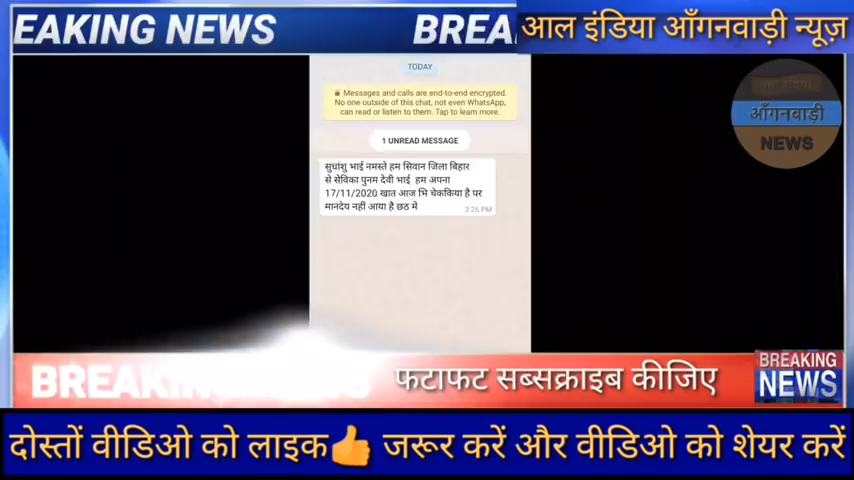 EAKING NEWS
BREA
आल इंडिया आँगनवाड़ी न्यूज़
आँगनवाड़ी
NEWS
TODAY
Messages and calls are end-to-end encrypted.
No one outside of this chat, not even WhatsApp,
can read or listen to them. Tap to learn more.
1 UNREAD MESSAGE
सुधांशु भाई नमस्ते हम सिवान जिला बिहार
से सेविका पुनम देवी भाई हम अपना
17/11/2020 खात आज भि चेककिया है पर
मानदेय नहीं आया है छठ मे
3:26 PM
BREAKIN
फटाफट सब्सक्राइब कीजिए
BREAKING
NEWS
दोस्तों वीडिओ को लाइक👍 जरूर करें और वीडिओ को शेयर करें